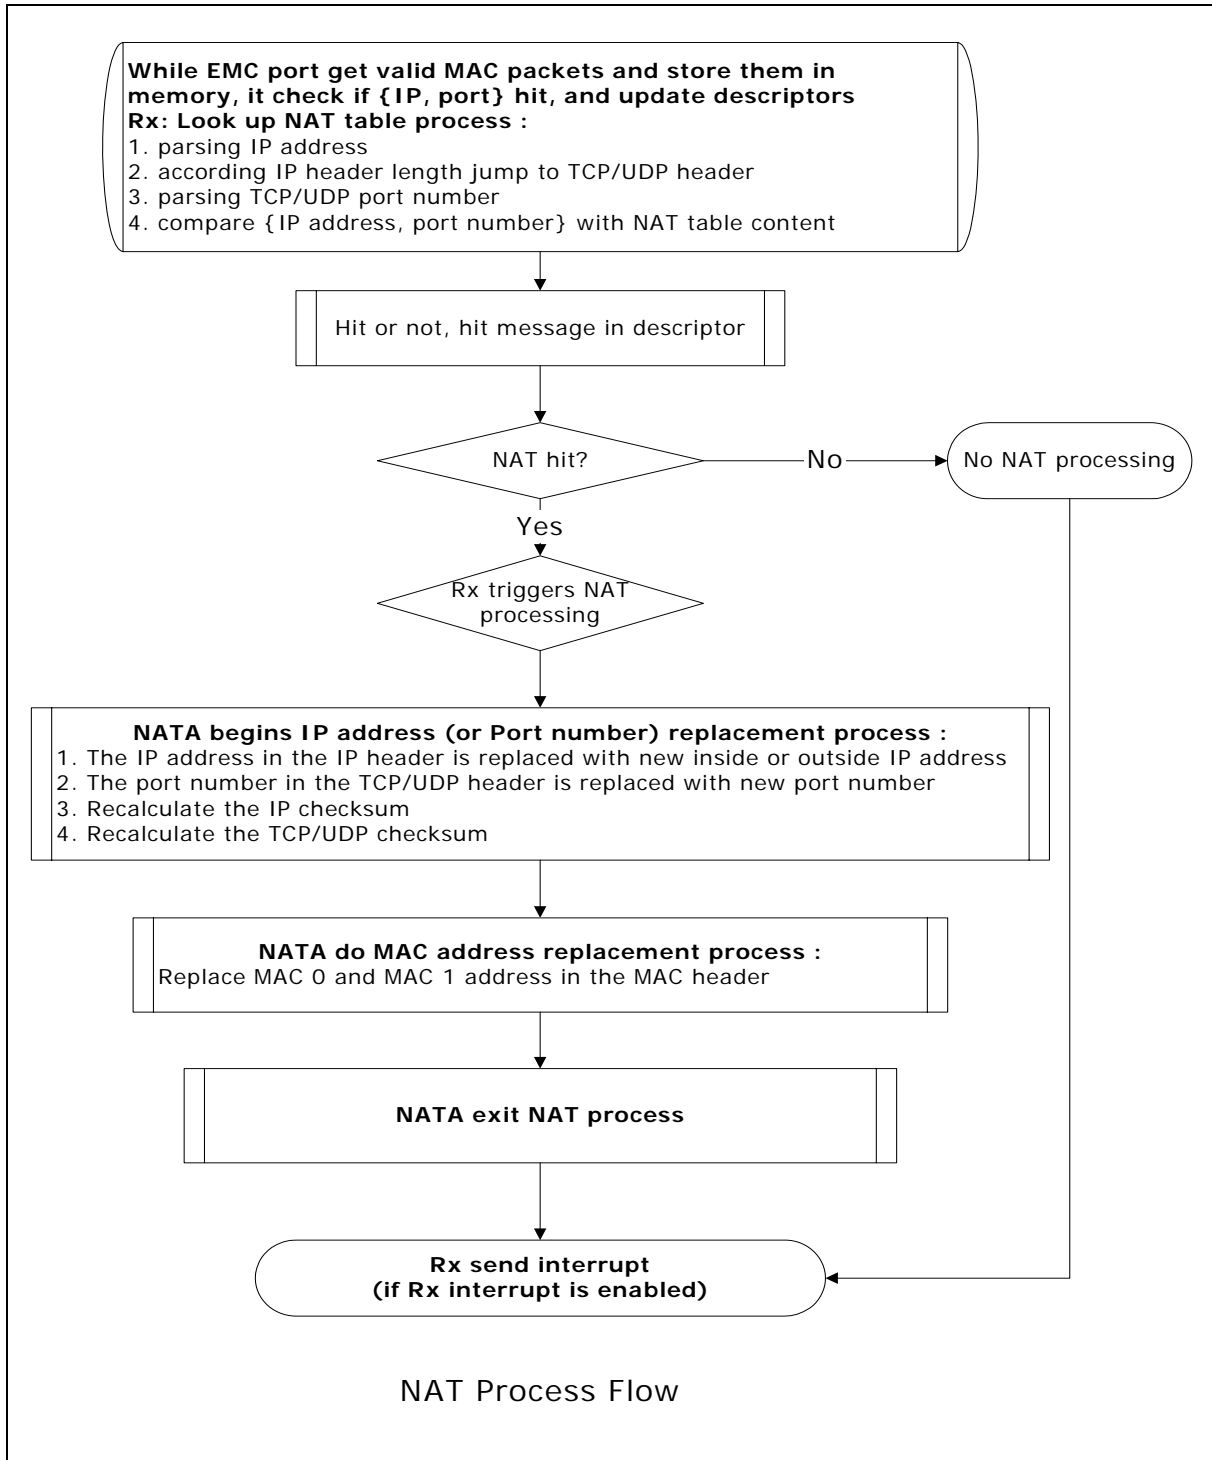 While EMC port get valid MAC packets and store them in
memory, it check if {IP, port} hit, and update descriptors
Rx: Look up NAT table process :
1. parsing IP address
2. according IP header length jump to TCP/UDP header
3. parsing TCP/UDP port number
4. compare {IP address, port number} with NAT table content
Hit or not, hit message in descriptor
NAT hit?
No
No NAT processing
Yes
Rx triggers NAT
processing
NATA begins IP address (or Port number) replacement process :
1. The IP address in the IP header is replaced with new inside or outside IP address
2. The port number in the TCP/UDP header is replaced with new port number
3. Recalculate the IP checksum
4. Recalculate the TCP/UDP checksum
NATA do MAC address replacement process :
Replace MAC 0 and MAC 1 address in the MAC header
NATA exit NAT process
Rx send interrupt
(if Rx interrupt is enabled)
NAT Process Flow